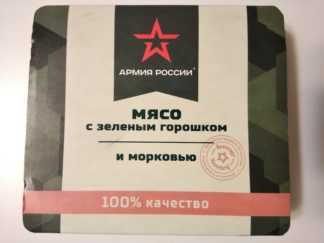 АРМИЯ РОССИИ
МЯСО
с зеленым горошком
и морковью
100% качество